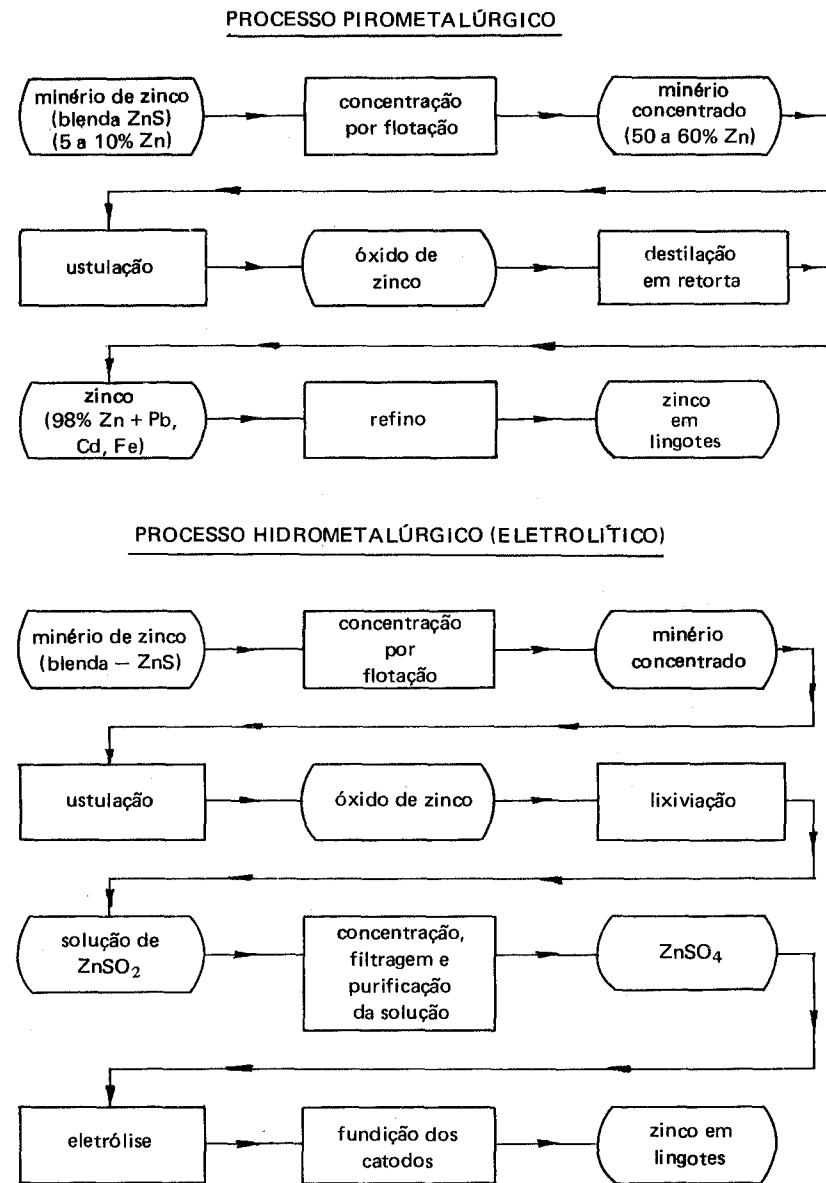 PROCESSO PIROMETALÚRGICO
minério de zinco
(blenda ZnS)
(5 a 10% Zn)
concentração
por flotação
minério
concentrado
(50 a 60% Zn)
ustulação
óxido de
zinco
destilação
em retorta
zinco
(98% Zn + Pb,
Cd, Fe)
refino
zinco
em
lingotes
PROCESSO HIDROMETALÚRGICO (ELETROLÍTICO)
minério de zinco
(blenda — ZnS)
concentração
por
flotação
minério
concentrado
ustulação
óxido de zinco
lixiviação
solução de
ZnSO₂
concentração,
filtragem e
purificação
da solução
ZnSO₄
eletrólise
fundição dos
catodos
zinco em
lingotes